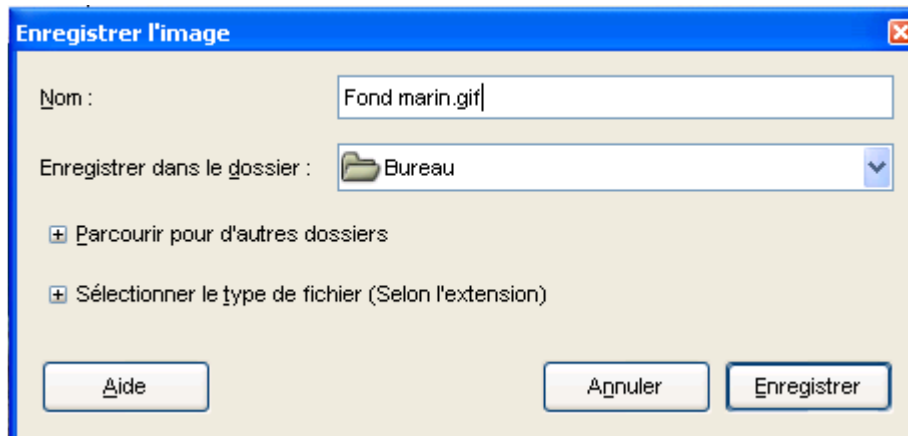 Enregistrer l'image
Nom : Fond marin.gif
Enregistrer dans le dossier : Bureau
Parcourir pour d'autres dossiers
Sélectionner le type de fichier (Selon l'extension)
Aide Annuler Enregistrer